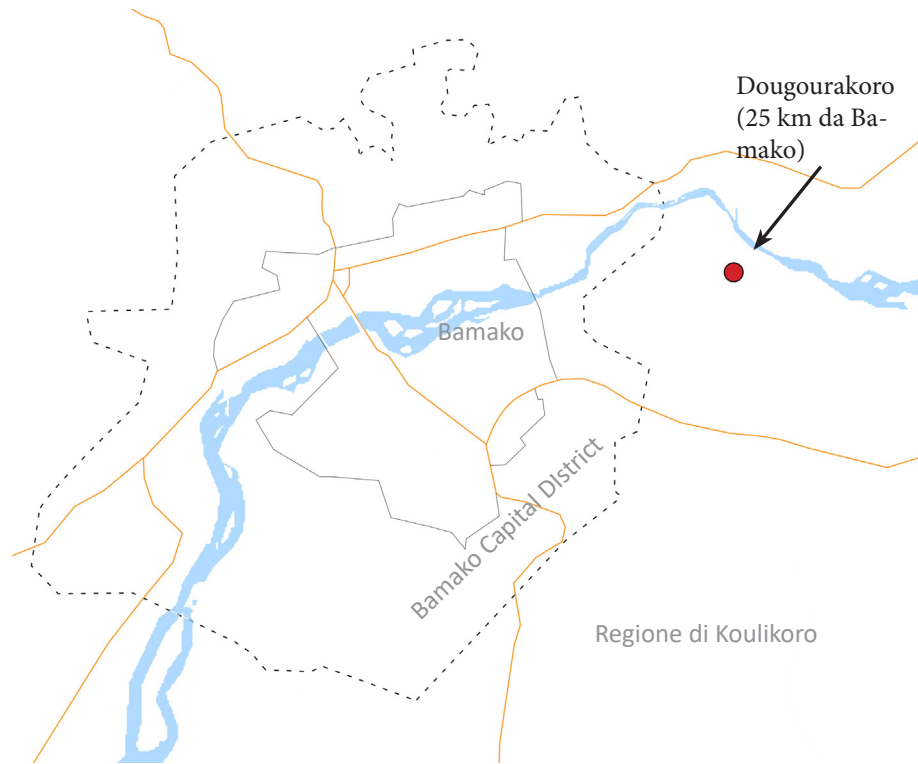 Dougourakoro
(25 km da Ba-
mako)
Bamako
Bamako Capital DIstrict
Regione di Koulikoro